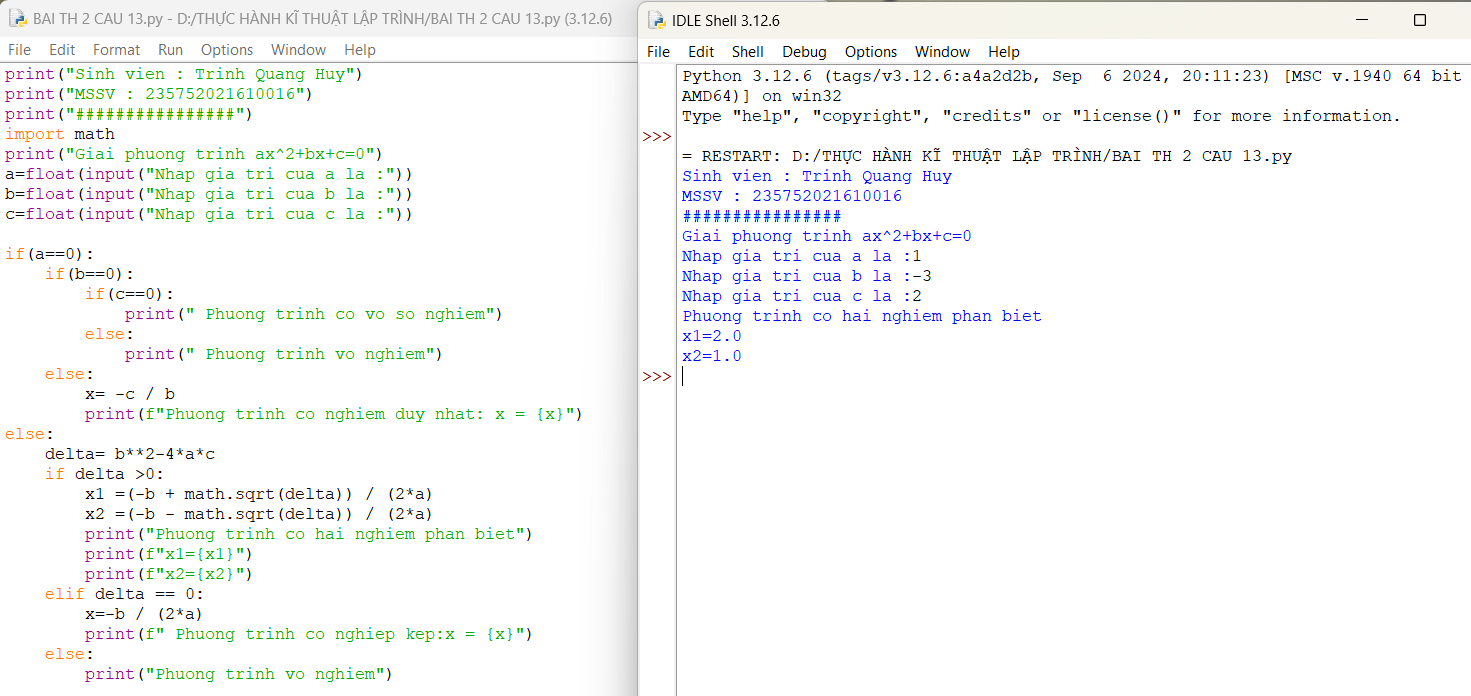 BAI TH 2 CAU 13.py - D:/THỰC HÀNH KĨ THUẬT LẬP TRÌNH/BAI TH 2 CAU 13.py (3.12.6)
File Edit Format Run Options Window Help
print("Sinh vien : Trinh Quang Huy")
print("MSSV : 235752021610016")
print("################")
import math
print("Giai phuong trinh ax^2+bx+c=0")
a=float(input("Nhap gia tri cua a la :"))
b=float(input("Nhap gia tri cua b la :"))
c=float(input("Nhap gia tri cua c la :"))

if(a==0):
    if(b==0):
        if(c==0):
            print(" Phuong trinh co vo so nghiem")
        else:
            print(" Phuong trinh vo nghiem")
    else:
        x= -c / b
        print(f"Phuong trinh co nghiem duy nhat: x = {x}")
else:
    delta= b**2-4*a*c
    if delta >0:
        x1 =(-b + math.sqrt(delta)) / (2*a)
        x2 =(-b - math.sqrt(delta)) / (2*a)
        print("Phuong trinh co hai nghiem phan biet")
        print(f"x1={x1}")
        print(f"x2={x2}")
    elif delta == 0:
        x=-b / (2*a)
        print(f" Phuong trinh co nghiep kep:x = {x}")
    else:
        print("Phuong trinh vo nghiem")
IDLE Shell 3.12.6
File Edit Shell Debug Options Window Help
Python 3.12.6 (tags/v3.12.6:a4a2d2b, Sep  6 2024, 20:11:23) [MSC v.1940 64 bit
AMD64)] on win32
Type "help", "copyright", "credits" or "license()" for more information.
>>>
= RESTART: D:/THỰC HÀNH KĨ THUẬT LẬP TRÌNH/BAI TH 2 CAU 13.py
Sinh vien : Trinh Quang Huy
MSSV : 235752021610016
################
Giai phuong trinh ax^2+bx+c=0
Nhap gia tri cua a la :1
Nhap gia tri cua b la :-3
Nhap gia tri cua c la :2
Phuong trinh co hai nghiem phan biet
x1=2.0
x2=1.0
>>>